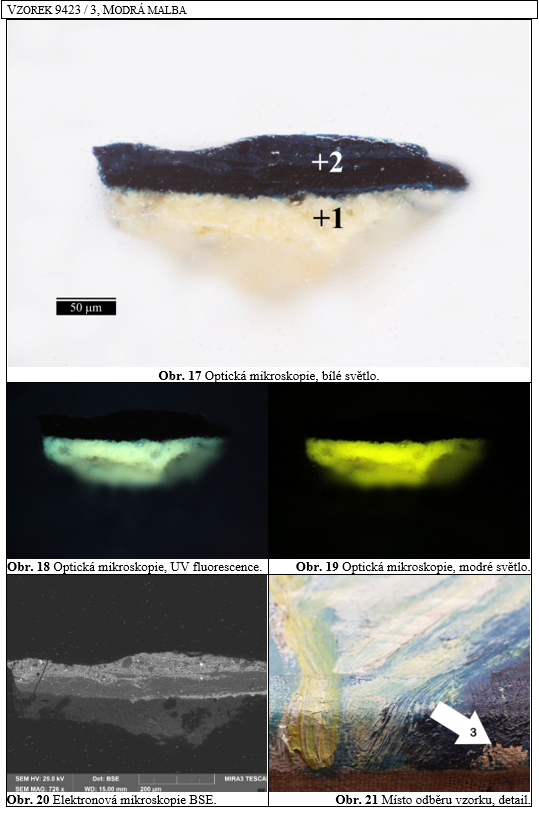 VZOREK 9423 / 3, MODRÁ MALBA
+2
+1
50 µm
Obr. 17 Optická mikroskopie, bílé světlo.
Obr. 18 Optická mikroskopie, UV fluorescence.
Obr. 19 Optická mikroskopie, modré světlo.
SEM HV: 25.0 kV Det: BSE MIRA3 TESCA
SEM MAG: 726 x WD: 15.00 mm 200 µm
3
Obr. 20 Elektronová mikroskopie BSE.
Obr. 21 Místo odběru vzorku, detail.